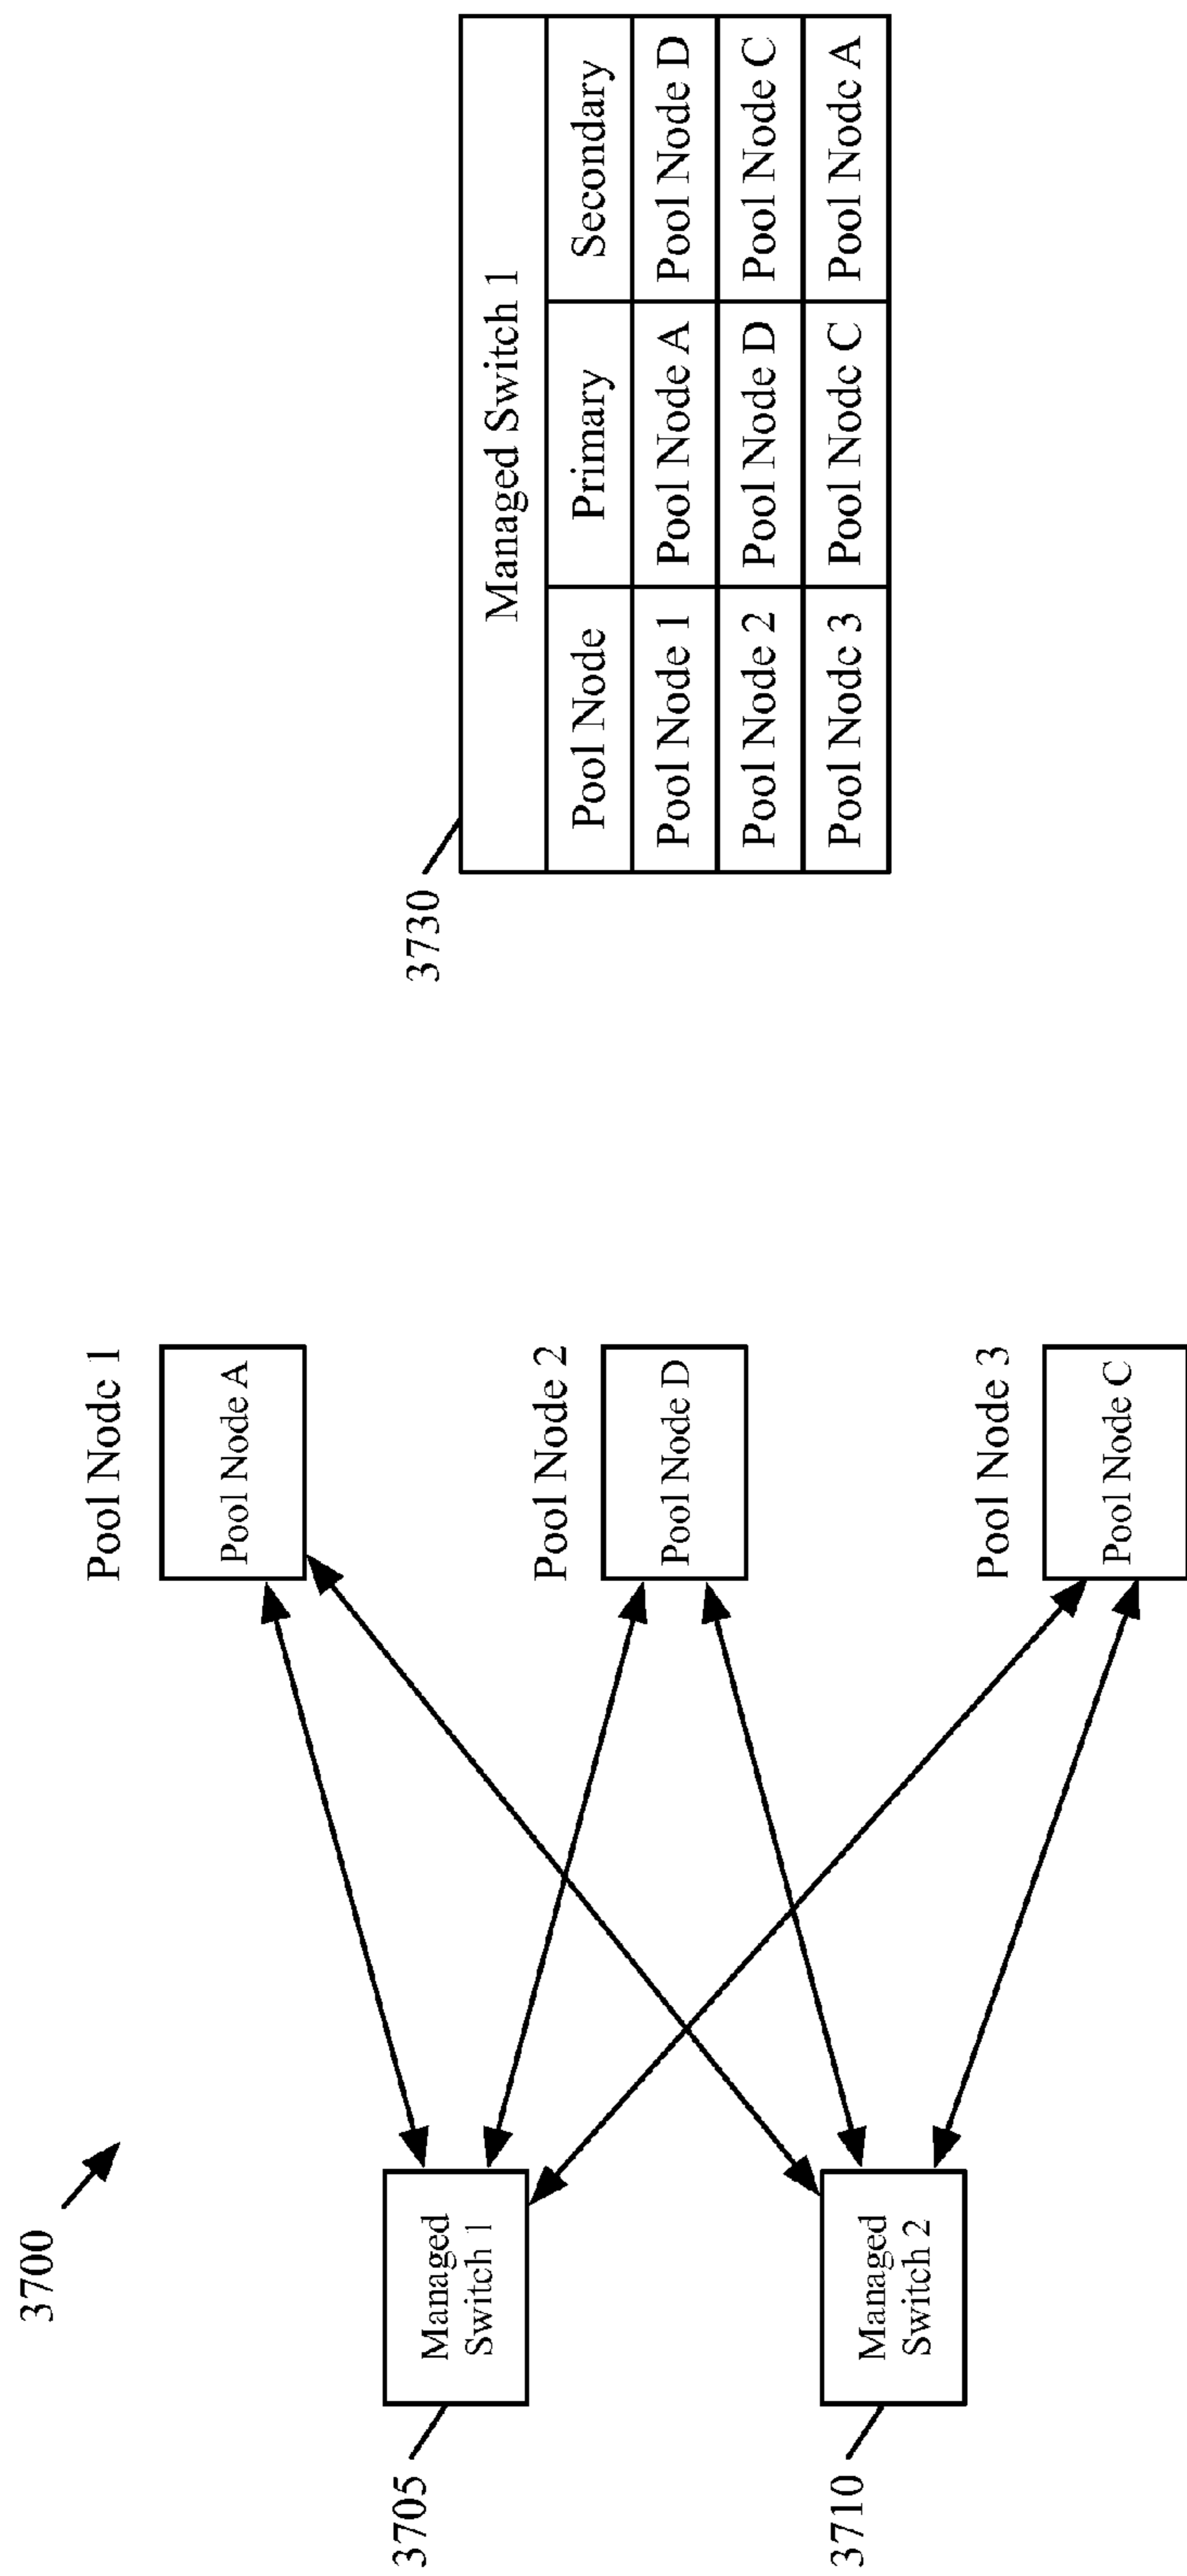 3700
3705
Managed
Switch 1
3710
Managed
Switch 2
Pool Node 1
Pool Node A
Pool Node 2
Pool Node D
Pool Node 3
Pool Node C
3730
Managed Switch 1
Pool Node Primary Secondary
Pool Node 1 Pool Node A Pool Node D
Pool Node 2 Pool Node D Pool Node C
Pool Node 3 Pool Node C Pool Node A